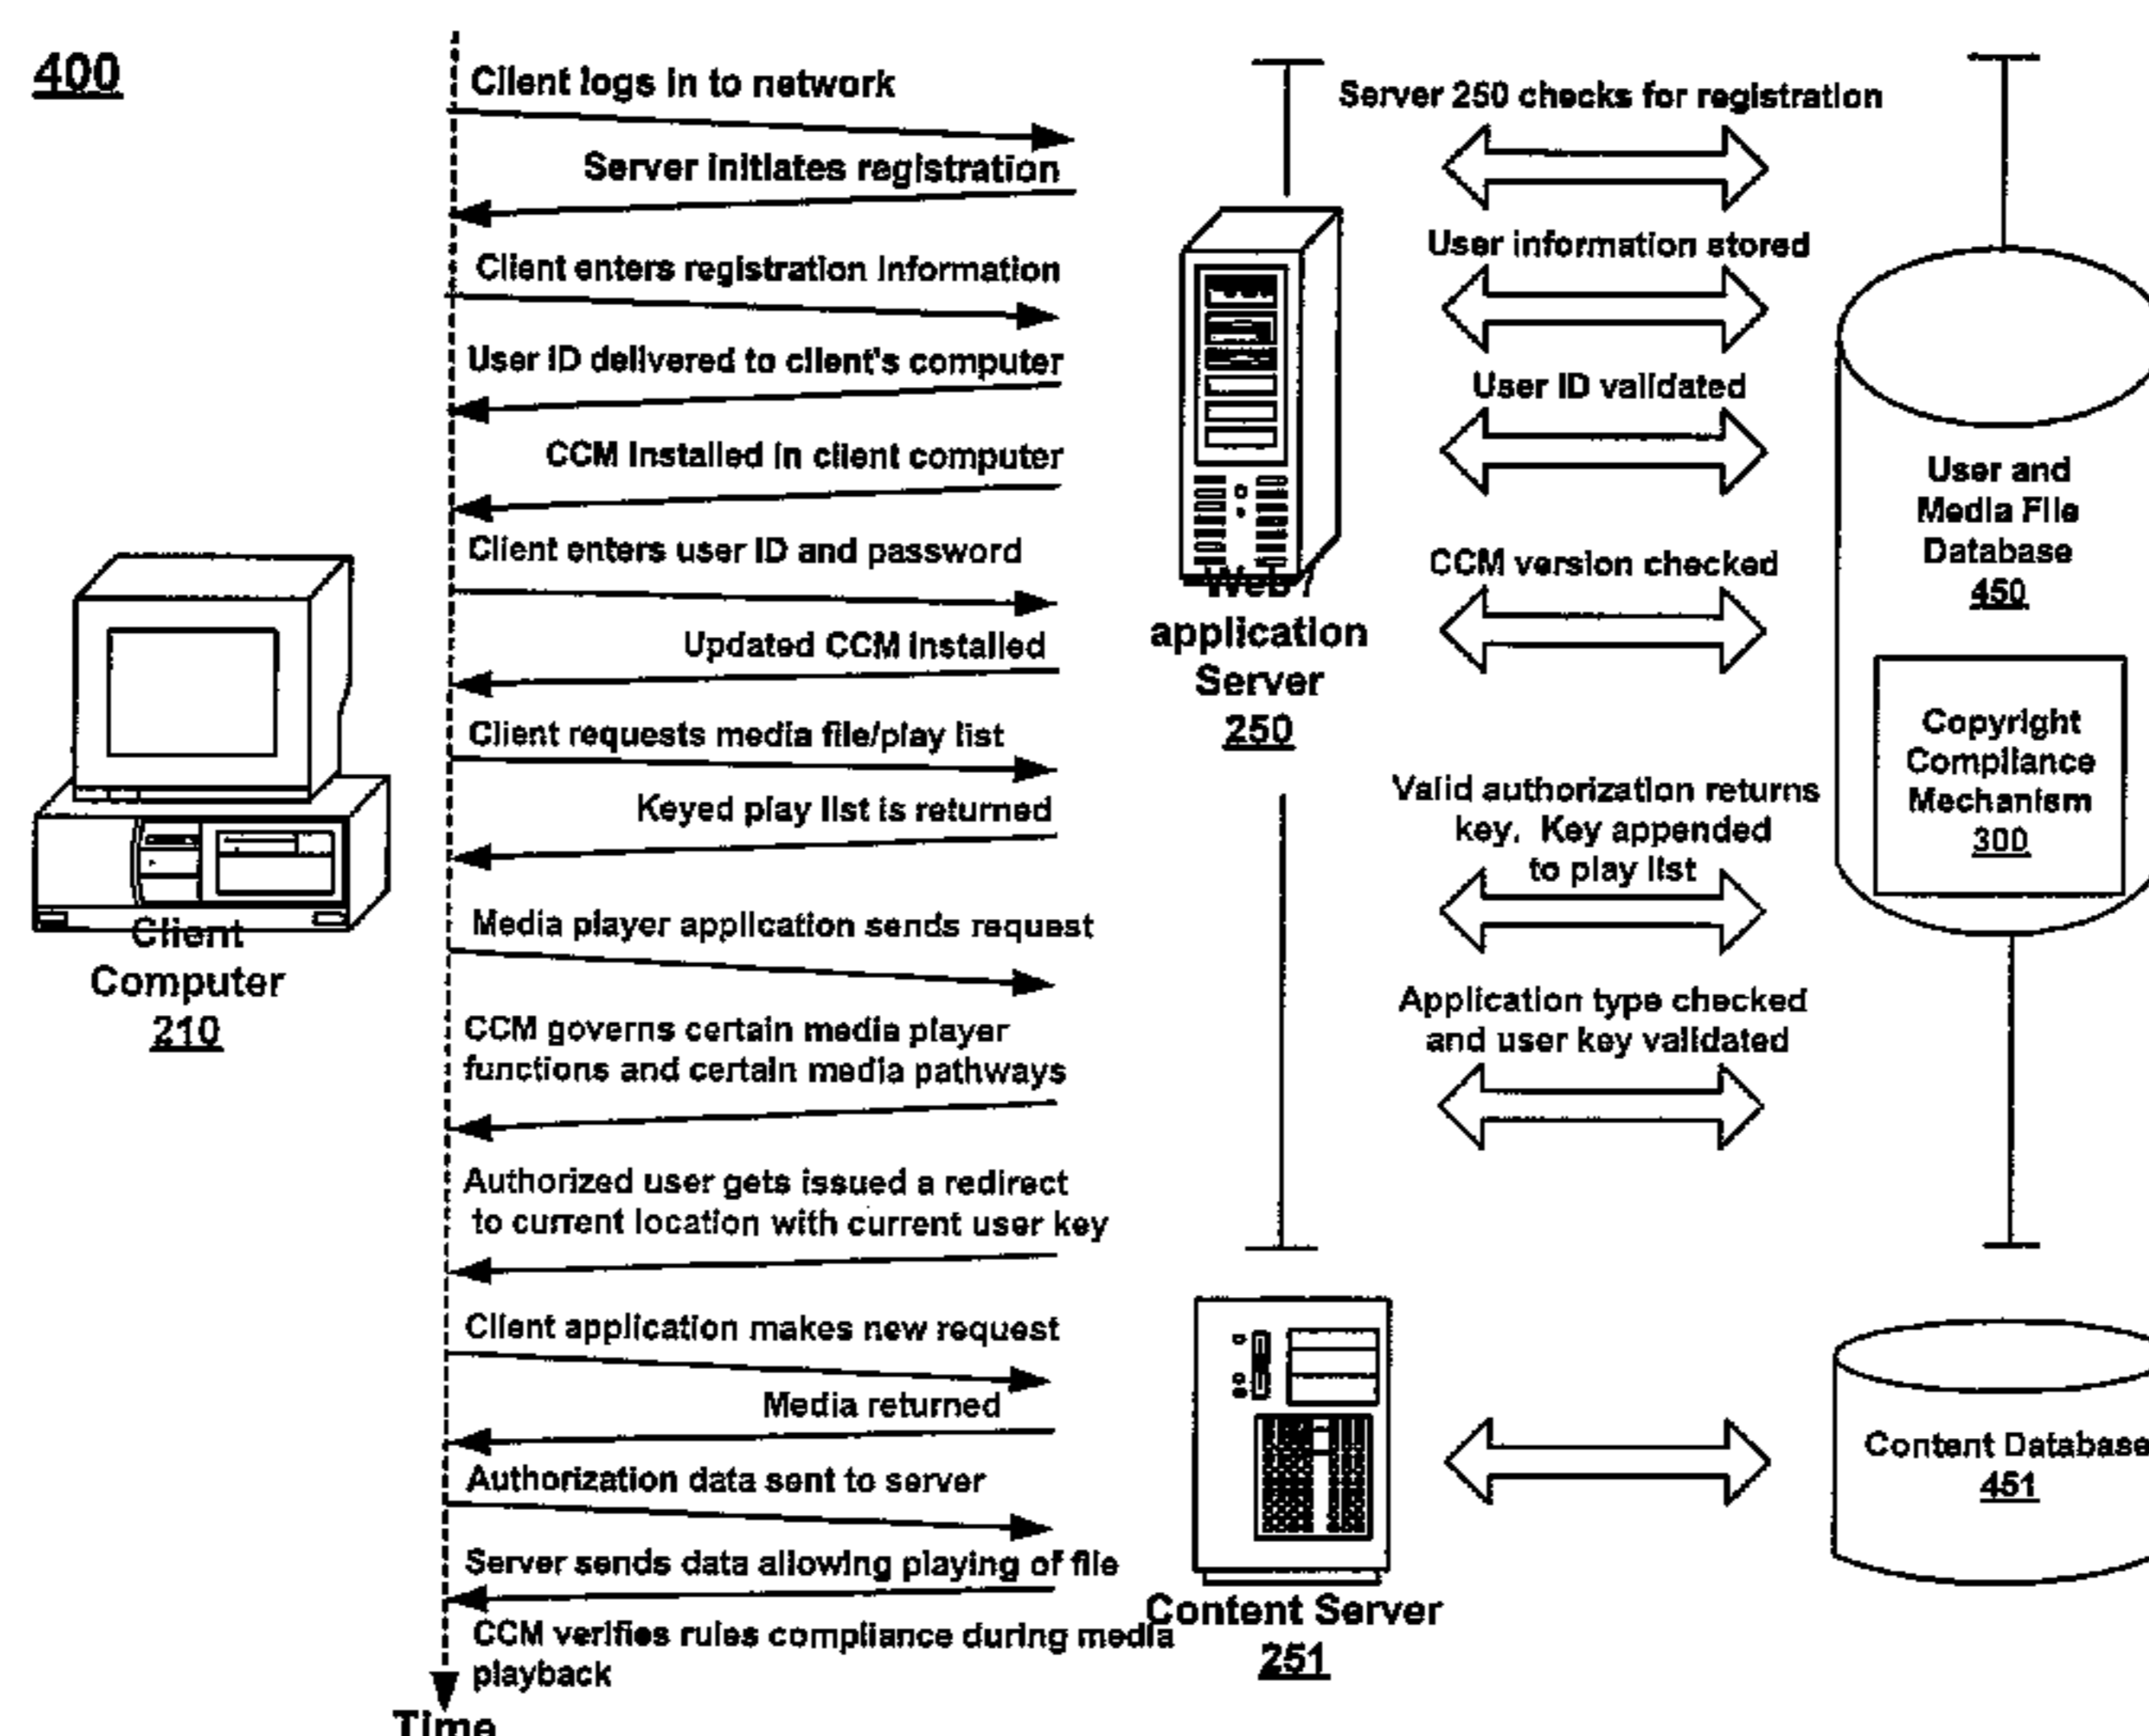 400
Client logs in to network
Server initiates registration
Client enters registration information
User ID delivered to client's computer
CCM installed in client computer
Client enters user ID and password
Updated CCM installed
Client requests media file/play list
Keyed play list is returned
Media player application sends request
CCM governs certain media player
functions and certain media pathways
Authorized user gets issued a redirect
to current location with current user key
Client application makes new request
Media returned
Authorization data sent to server
Server sends data allowing playing of file
CCM verifies rules compliance during media
playback
Time
Client
Computer
210
Web /
application
Server
250
Content Server
251
Server 250 checks for registration
User information stored
User ID validated
CCM version checked
Valid authorization returns
key. Key appended
to play list
Application type checked
and user key validated
User and
Media File
Database
450
Copyright
Compliance
Mechanism
300
Content Database
451